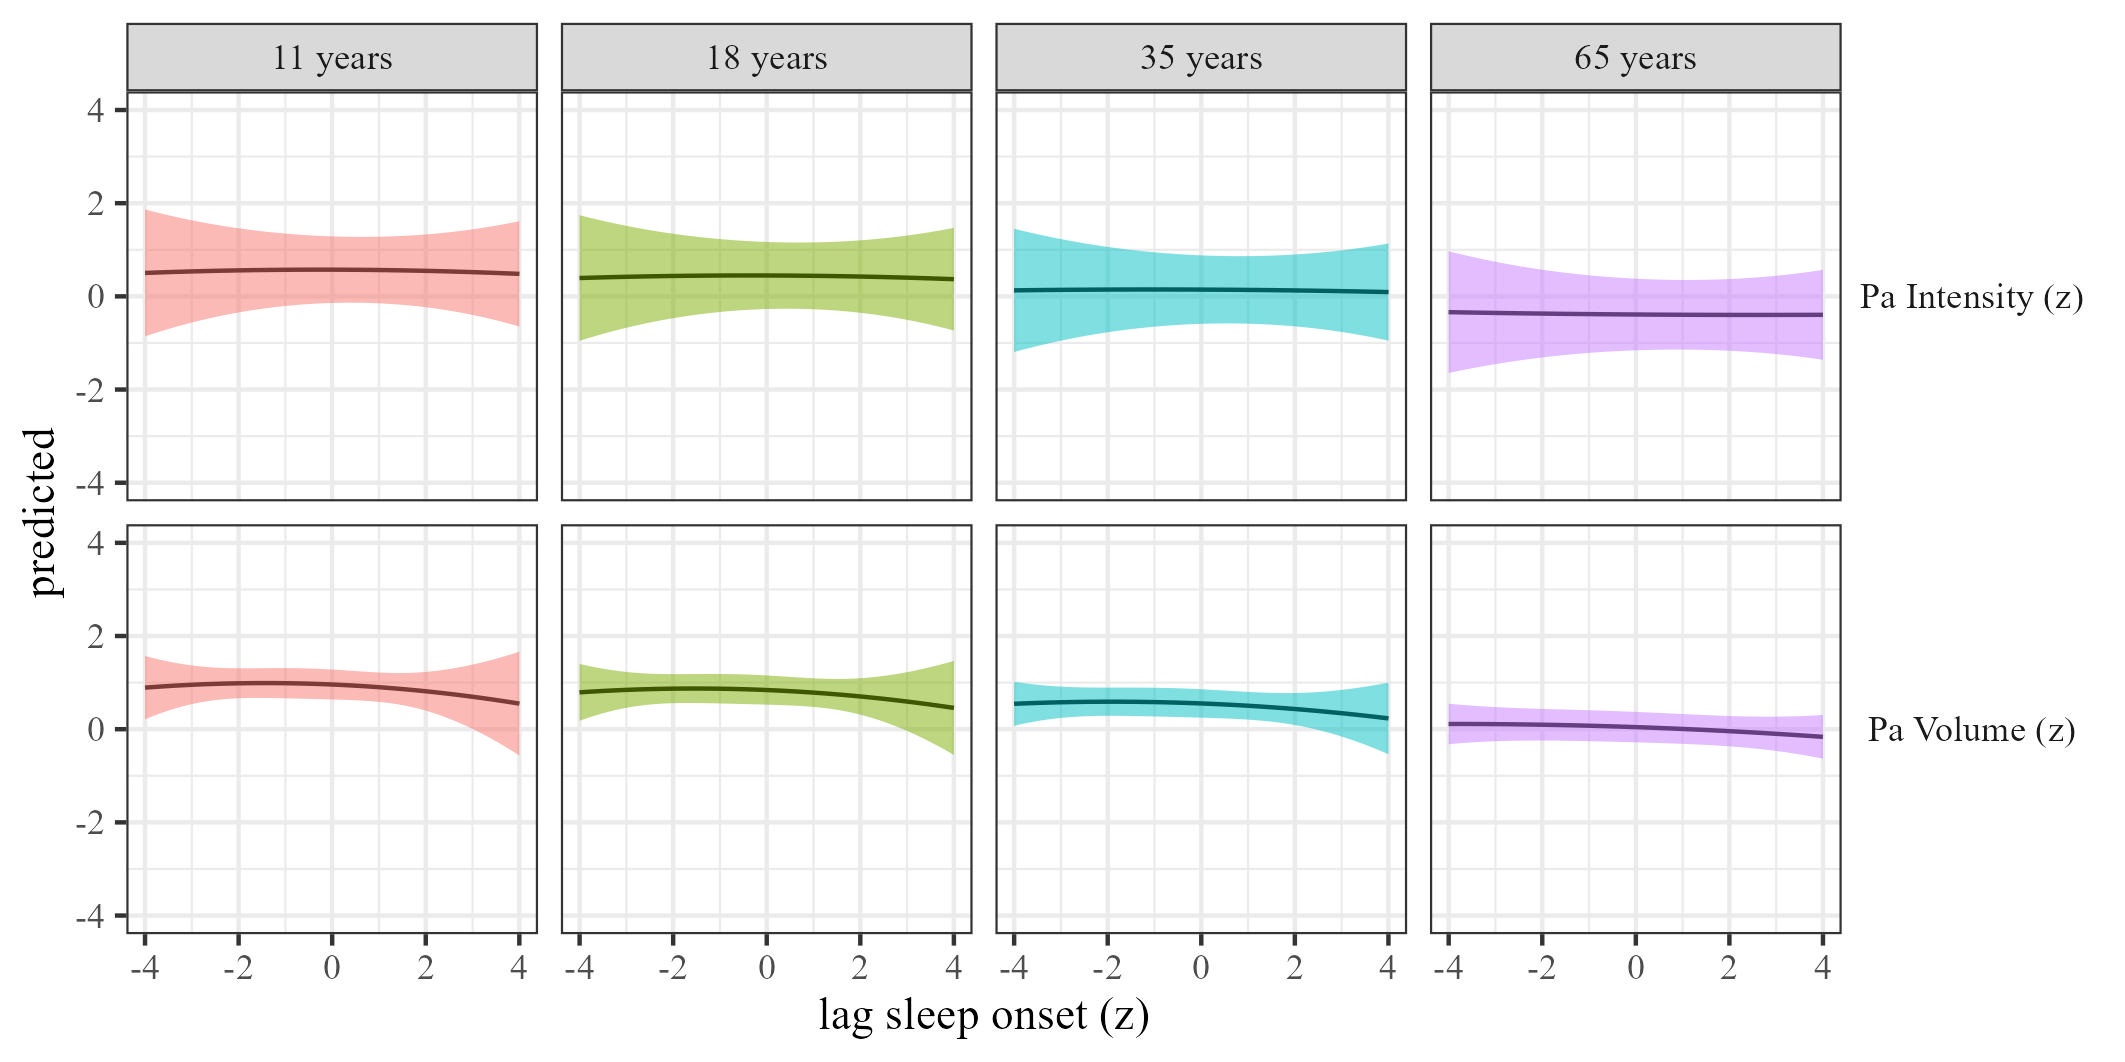 11 years 18 years 35 years 65 years
4
2
0
-2
-4
Pa Intensity (z)
predicted
4
2
0
-2
-4
Pa Volume (z)
-4 -2 0 2 4 -4 -2 0 2 4 -4 -2 0 2 4 -4 -2 0 2 4
lag sleep onset (z)